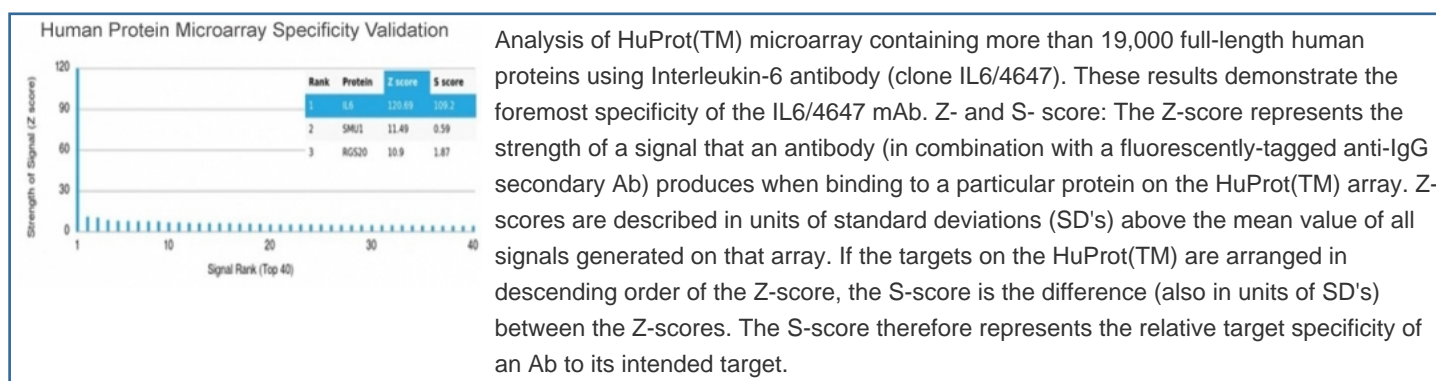 Human Protein Microarray Specificity Validation
Strength of Signal (Z score)
120
90
60
30
0
Rank Protein Z score S score
1 IL6 120.69 109.2
2 SMU1 11.49 0.59
3 RGS20 10.9 1.87
1 10 20 30 40
Signal Rank (Top 40)
Analysis of HuProt(TM) microarray containing more than 19,000 full-length human
proteins using Interleukin-6 antibody (clone IL6/4647). These results demonstrate the
foremost specificity of the IL6/4647 mAb. Z- and S- score: The Z-score represents the
strength of a signal that an antibody (in combination with a fluorescently-tagged anti-IgG
secondary Ab) produces when binding to a particular protein on the HuProt(TM) array. Z-
scores are described in units of standard deviations (SD's) above the mean value of all
signals generated on that array. If the targets on the HuProt(TM) are arranged in
descending order of the Z-score, the S-score is the difference (also in units of SD's)
between the Z-scores. The S-score therefore represents the relative target specificity of
an Ab to its intended target.